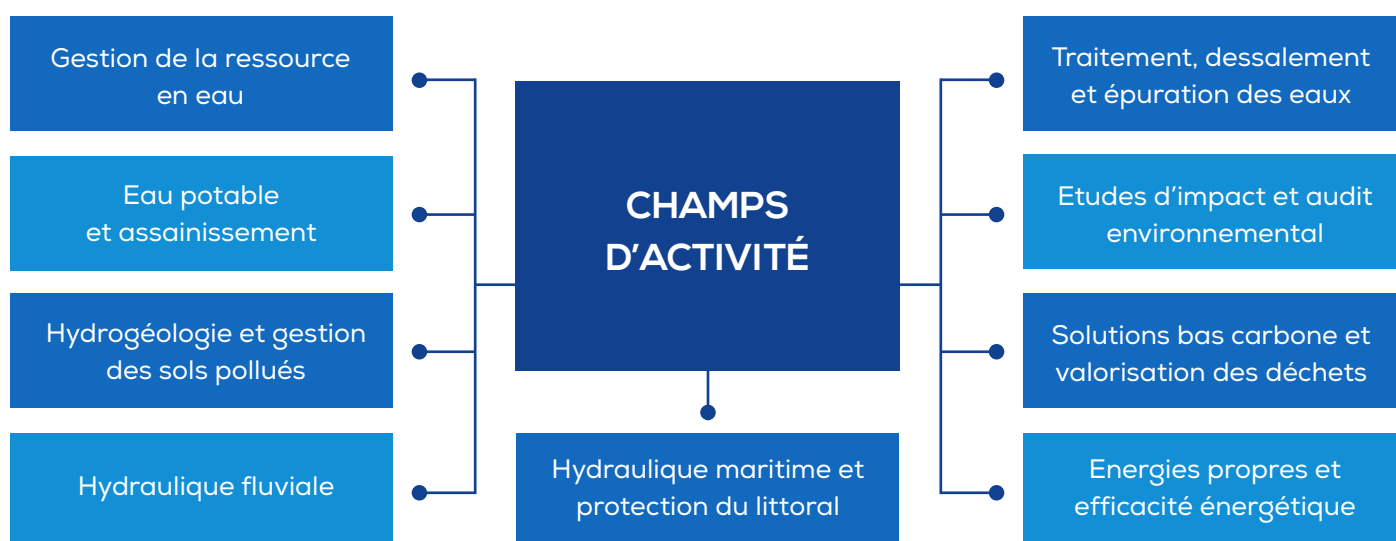 Gestion de la ressource
en eau
Eau potable
et assainissement
Hydrogéologie et gestion
des sols pollués
Hydraulique fluviale
CHAMPS
D’ACTIVITÉ
Hydraulique maritime et
protection du littoral
Traitement, dessalement
et épuration des eaux
Etudes d’impact et audit
environnemental
Solutions bas carbone et
valorisation des déchets
Energies propres et
efficacité énergétique